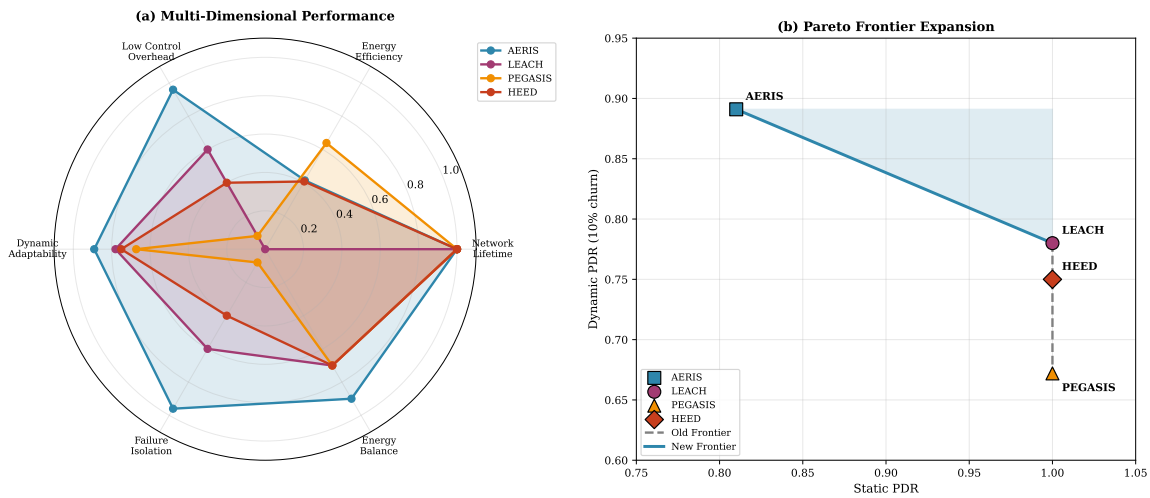 (a) Multi-Dimensional Performance
Low Control
Overhead
Energy
Efficiency
AERIS
LEACH
PEGASIS
HEED
1.0
0.8
0.6
0.4
0.2
Dynamic
Adaptability
Network
Lifetime
Failure
Isolation
Energy
Balance
(b) Pareto Frontier Expansion
0.95
0.90
0.85
0.80
0.75
0.70
0.65
0.60
Dynamic PDR (10% churn)
AERIS
LEACH
HEED
PEGASIS
AERIS
LEACH
PEGASIS
HEED
Old Frontier
New Frontier
0.75
0.80
0.85
0.90
0.95
1.00
1.05
Static PDR